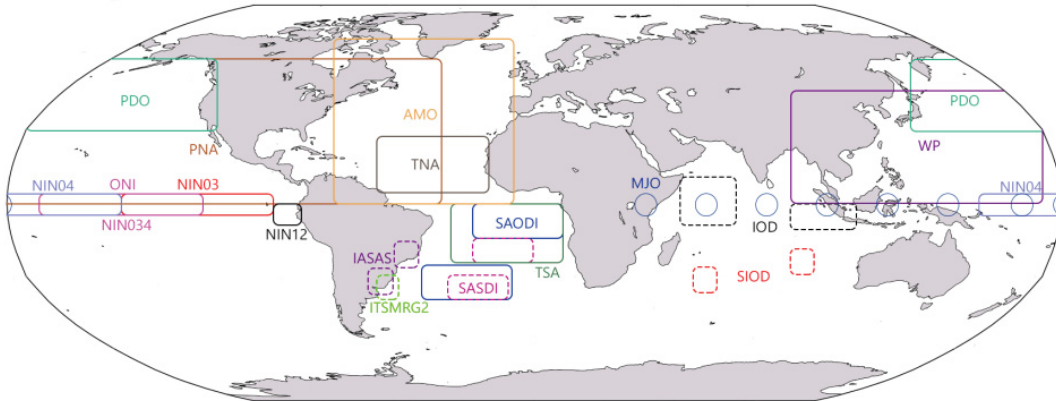 PDO
PDO
AMO
PNA
WP
TNA
NIN04
ONI
NIN03
MJO
NIN04
NIN034
NIN12
SAODI
IOD
IASAS
TSA
SIOD
SASDI
ITSMRG2